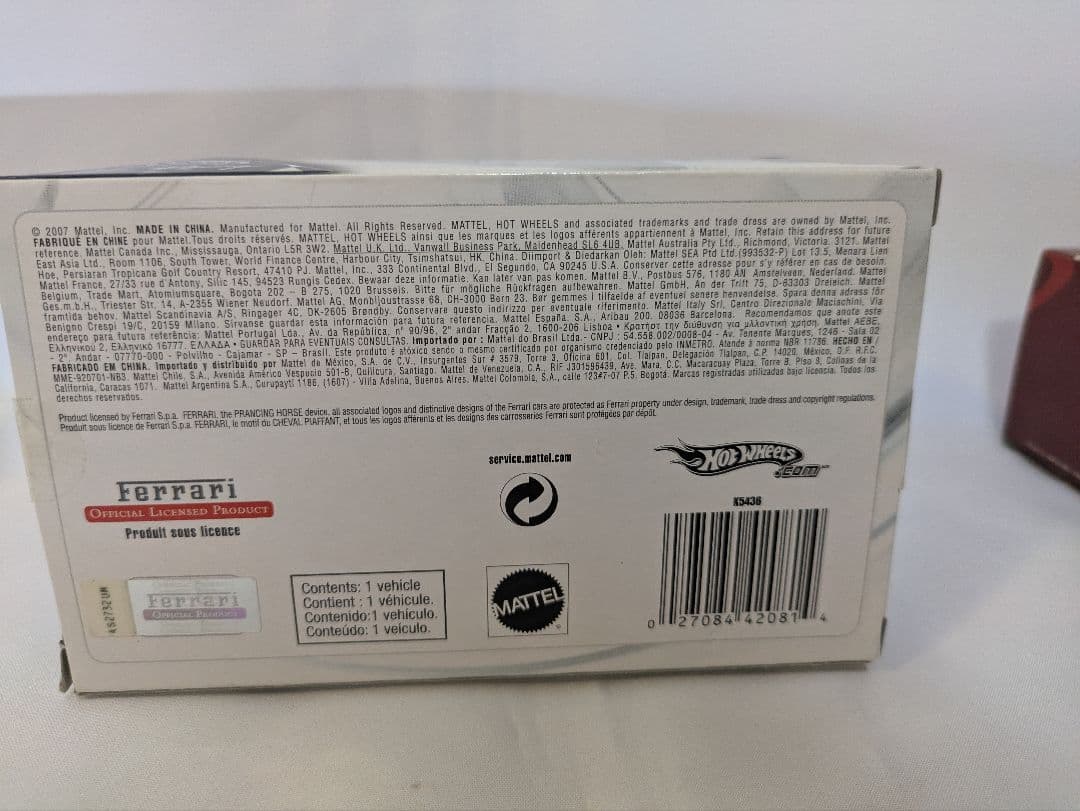 © 2007 Mattel, Inc. MADE IN CHINA. Manufactured for Mattel. All Rights Reserved. MATTEL, HOT WHEELS and associated trademarks and trade dress are owned by Mattel, Inc.
FABRIQUÉ EN CHINE pour Mattel.Tous droits réservés. MATTEL, HOT WHEELS ainsi que les marques et les logos afférents appartiennent à Mattel, Inc. Retain this address for future
reference. Mattel Canada Inc., Mississauga, Ontario L5R 3W2. Mattel U.K. Ltd., Vanwall Business Park, Maidenhead SL6 4UB. Mattel Australia Pty Ltd., Richmond, Victoria. 3121. Mattel
East Asia Ltd., Room 1106, South Tower, World Finance Centre, Harbour City, Tsimshatsui, HK, China. Diimport & Diedarkan Oleh: Mattel SEA Ptd Ltd.(993532-P) Lot 13.5, Menara Lien
Hoe, Persiaran Tropicana Golf Country Resort, 47410 PJ. Mattel, Inc., 333 Continental Blvd., El Segundo, CA 90245 U.S.A. Conserver cette adresse pour s'y référer en cas de besoin.
Mattel France, 27/33 rue d'Antony, Silic 145, 94523 Rungis Cedex. Bewaar deze informatie. Kan later van pas komen. Mattel B.V., Postbus 576, 1180 AN Amstelveen, Nederland. Mattel
Belgium, Trade Mart, Atomiumsquare, Bogota 202 – B 275, 1020 Brusseis. Bitte für mögliche Rückfragen aufbewahren. Mattel GmbH, An der Trift 75, D-63303 Dreieich. Mattel
Ges.m.b.H., Triester Str. 14, A-2355 Wiener Neudorf. Mattel AG, Monbijoustrasse 68, CH-3000 Bern 23. Bør gemmes i tilfælde af eventuel senere henvendelse. Spara denna adress för
framtida behov. Mattel Scandinavia A/S, Ringager 4C, DK-2605 Brøndby. Conservare questo indirizzo per eventuale riferimento. Mattel Italy Srl, Centro Direzionale Maciachini, Via
Benigno Crespi 19/C, 20159 Milano. Sírvanse guardar esta información para futura referencia. Mattel España. S.A., Aribau 200. 08036 Barcelona. Recomendamos que anote este
endereço para futura referência: Mattel Portugal Lda., Av. da República, n° 90/96, 2° andar Fracção 2, 1600-206 Lisboa • Κρατήστε την διεύθυνση για μελλοντική χρήση. Mattel AEBE,
Ελληνικού 2, Ελληνικό 16777, ΕΛΛΑΔΑ • GUARDAR PARA EVENTUAIS CONSULTAS. Importado por : Mattel do Brasil Ltda.- CNPJ : 54.558.002/0008-04 - Av. Tenente Marques, 1246 - Sala 02
- 2°. Andar - 07770-000 - Polvilho - Cajamar - SP – Brasil. Este produto é atóxico sendo o mesmo certificado por organismo credenciado pelo INMETRO. Atende à norma NBR 11786. HECHO EN /
FABRICADO EN CHINA. Importado y distribuido por Mattel de México, S.A. de C.V., Insurgentes Sur # 3579, Torre 3, Oficina 601, Col. Tlalpan, Delegación Tlalpan, C.P. 14020, México, D.F. R.F.C.
MME-920701-NB3. Mattel Chile, S.A., Avenida Américo Vespucio 501-B, Quilicura, Santiago. Mattel de Venezuela, C.A., RIF J301596439, Ave. Mara, C.C. Macaracuay Plaza, Torre B, Piso 8, Colinas de la
California, Caracas 1071. Mattel Argentina S.A., Curupaytí 1186, (1607) - Villa Adelina, Buenos Aires. Mattel Colombia, S.A., calle 123#7-07 P.5, Bogotá. Marcas registradas utilizadas bajo licencia. Todos los
derechos reservados.
Product licensed by Ferrari S.p.a. FERRARI, the PRANCING HORSE device, all associated logos and distinctive designs of the Ferrari cars are protected as Ferrari property under design, trademark, trade dress and copyright regulations.
Produit sous licence de Ferrari S.p.a. FERRARI, le motif du CHEVAL PIAFFANT, et tous les logos afférents et les designs des carrosseries Ferrari sont protégées par dépôt.
Ferrari
OFFICIAL LICENSED PRODUCT
Produit sous licence
service.mattel.com
HOT WHEELS
.COM™
K5436
Ferrari
OFFICIAL PRODUCT
Contents: 1 vehicle
Contient : 1 véhicule.
Contenido:1 vehículo.
Conteúdo: 1 veículo.
MATTEL
®
0 27084 42081 4